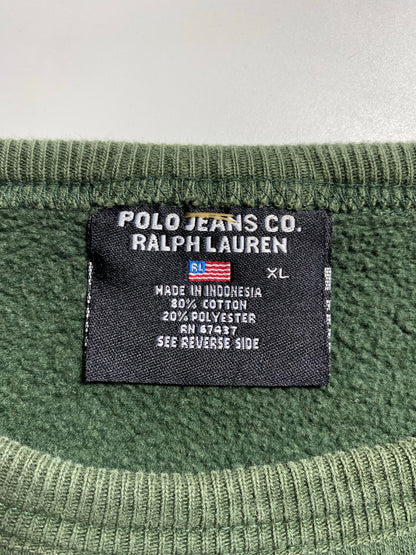 POLO JEANS CO.
RALPH LAUREN
RL XL
MADE IN INDONESIA
80% COTTON
20% POLYESTER
RN 67437
SEE REVERSE SIDE